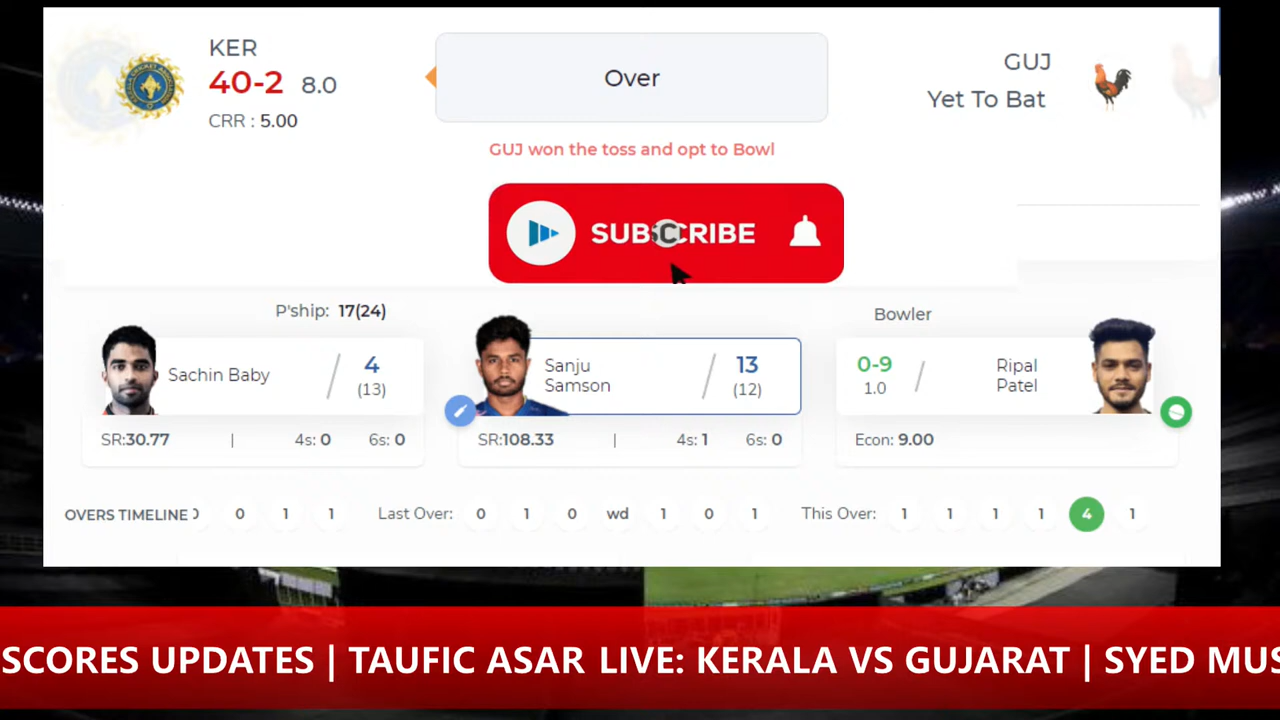 KER
40-2 8.0
CRR : 5.00
Over
GUJ
Yet To Bat
GUJ won the toss and opt to Bowl
SUBSCRIBE
P'ship: 17(24)
Bowler
Sachin Baby / 4 (13)
Sanju Samson / 13 (12)
0-9 1.0 / Ripal Patel
SR:30.77 | 4s: 0 6s: 0
SR:108.33 | 4s: 1 6s: 0
Econ: 9.00
OVERS TIMELINE 0 1 1 Last Over: 0 1 0 wd 1 0 1 This Over: 1 1 1 1 4 1
SCORES UPDATES | TAUFIC ASAR LIVE: KERALA VS GUJARAT | SYED MUS